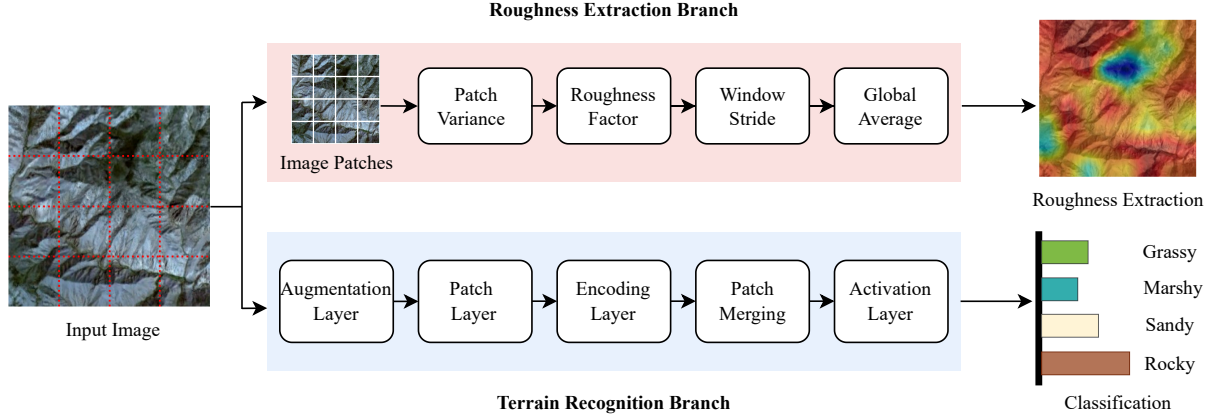 Roughness Extraction Branch
Input Image
Image Patches
Patch
Variance
Roughness
Factor
Window
Stride
Global
Average
Roughness Extraction
Augmentation
Layer
Patch
Layer
Encoding
Layer
Patch
Merging
Activation
Layer
Grassy
Marshy
Sandy
Rocky
Classification
Terrain Recognition Branch